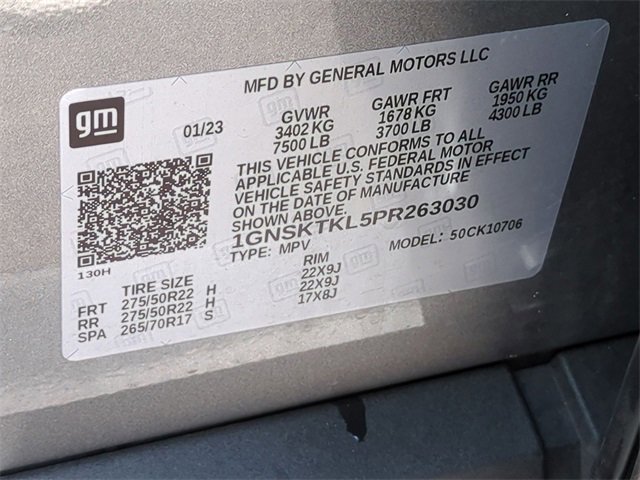 MFD BY GENERAL MOTORS LLC
gm
01/23
GVWR GAWR FRT GAWR RR
3402 KG 1678 KG 1950 KG
7500 LB 3700 LB 4300 LB
THIS VEHICLE CONFORMS TO ALL
APPLICABLE U.S. FEDERAL MOTOR
VEHICLE SAFETY STANDARDS IN EFFECT
ON THE DATE OF MANUFACTURE
SHOWN ABOVE.
1GNSKTKL5PR263030
TYPE: MPV MODEL: 50CK10706
130H
TIRE SIZE RIM
FRT 275/50R22 H 22X9J
RR 275/50R22 H 22X9J
SPA 265/70R17 S 17X8J